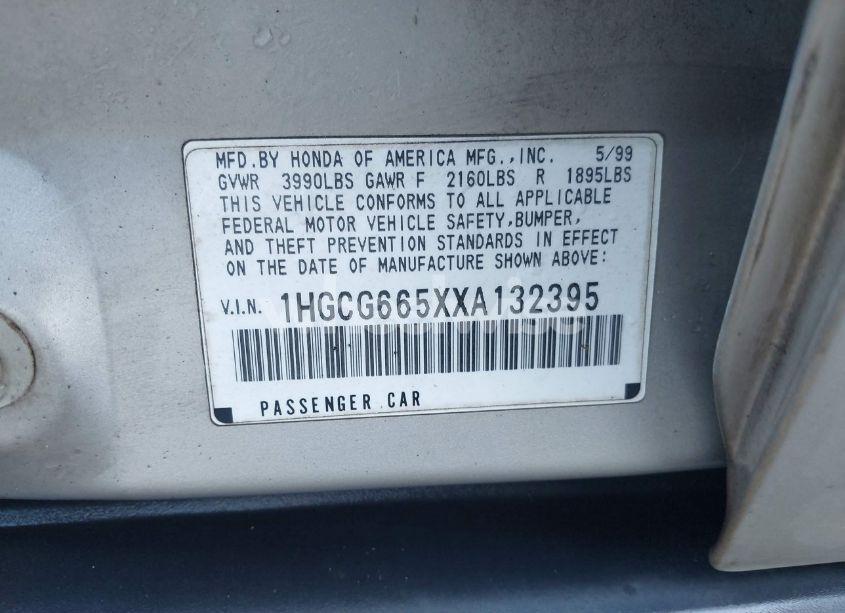 MFD.BY HONDA OF AMERICA MFG.,INC. 5/99
GVWR 3990LBS GAWR F 2160LBS R 1895LBS
THIS VEHICLE CONFORMS TO ALL APPLICABLE
FEDERAL MOTOR VEHICLE SAFETY,BUMPER,
AND THEFT PREVENTION STANDARDS IN EFFECT
ON THE DATE OF MANUFACTURE SHOWN ABOVE:
V.I.N. 1HGCG665XXA132395
PASSENGER CAR